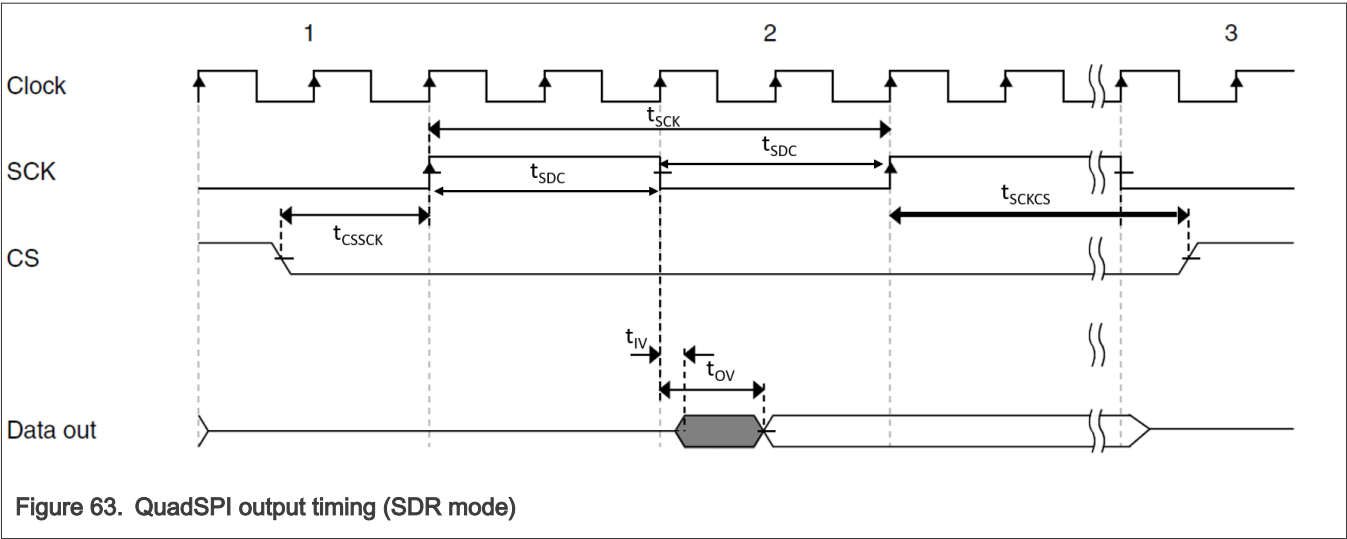 1 2 3
Clock
tSCK
SCK
tSDC
tSDC
tCSSCK
tSCKCS
CS
tIV
tOV
Data out
Figure 63. QuadSPI output timing (SDR mode)